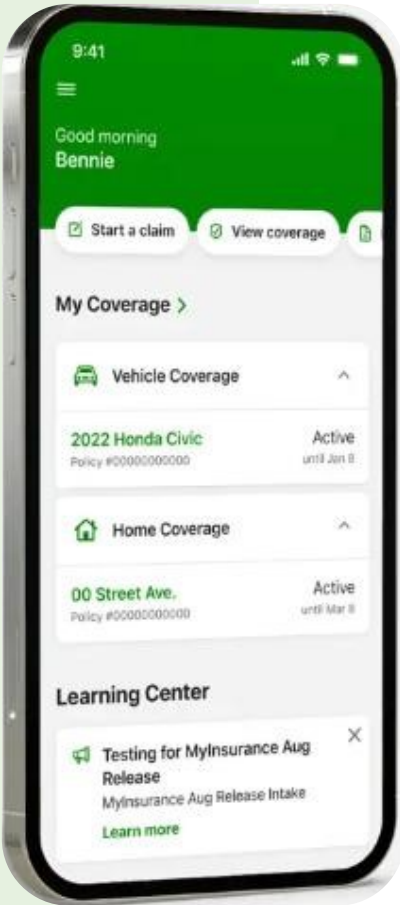 9:41
Good morning
Bennie
Start a claim
View coverage
My Coverage >
Vehicle Coverage
2022 Honda Civic
Active
Policy #00000000000
until Jan 8
Home Coverage
00 Street Ave.
Active
Policy #00000000000
until Mar 8
Learning Center
Testing for MyInsurance Aug
Release
MyInsurance Aug Release Intake
Learn more